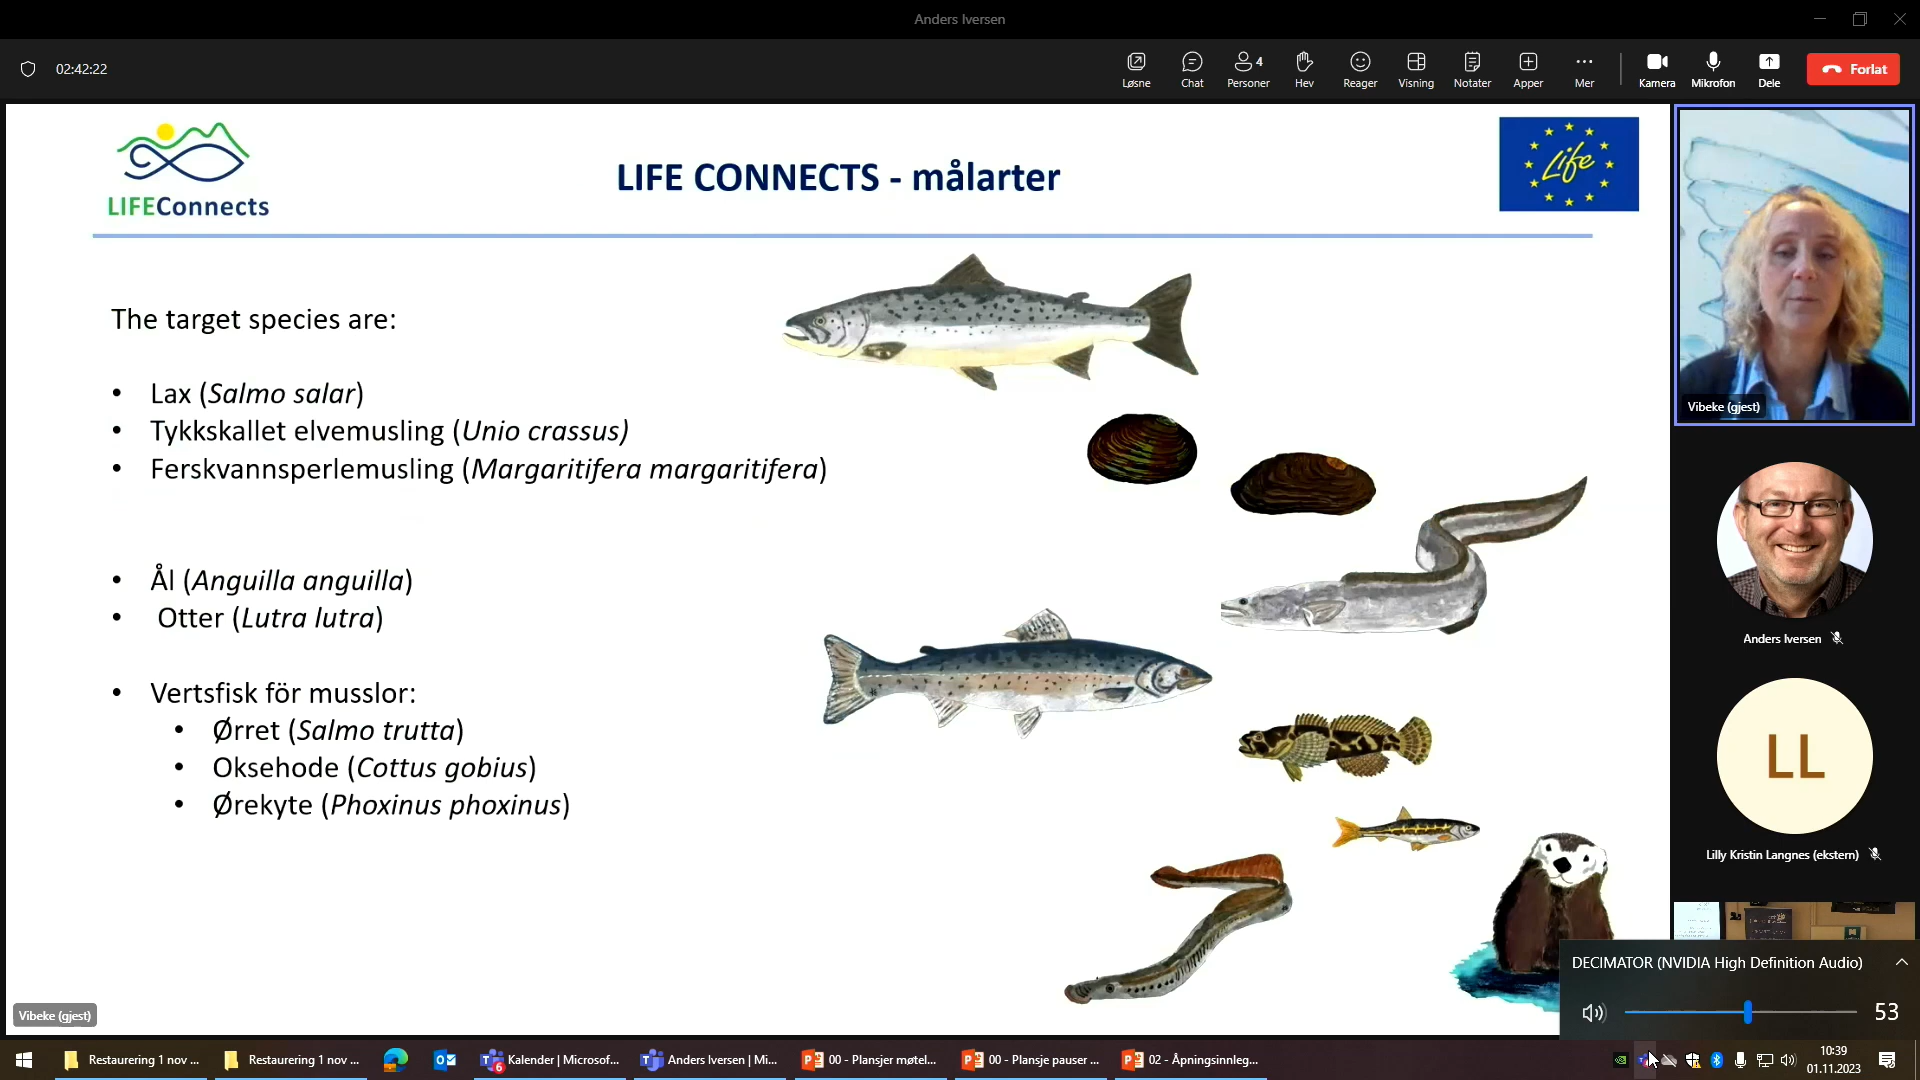 Anders Iversen
02:42:22
Løsne
Chat
4
Personer
Hev
Reager
Visning
Notater
Apper
Mer
Kamera
Mikrofon
Dele
Forlat
LIFEConnects
LIFE CONNECTS - målarter
Life
The target species are:
• Lax (Salmo salar)
• Tykkskallet elvemusling (Unio crassus)
• Ferskvannsperlemusling (Margaritifera margaritifera)
• Ål (Anguilla anguilla)
• Otter (Lutra lutra)
• Vertsfisk för musslor:
• Ørret (Salmo trutta)
• Oksehode (Cottus gobius)
• Ørekyte (Phoxinus phoxinus)
Vibeke (gjest)
Vibeke (gjest)
Anders Iversen
LL
Lilly Kristin Langnes (ekstern)
DECIMATOR (NVIDIA High Definition Audio)
53
Restaurering 1 nov ...
Restaurering 1 nov ...
6
Kalender | Microsof...
Anders Iversen | Mi...
00 - Plansjer møtel...
00 - Plansje pauser ...
02 - Åpningsinnleg...
10:39
01.11.2023